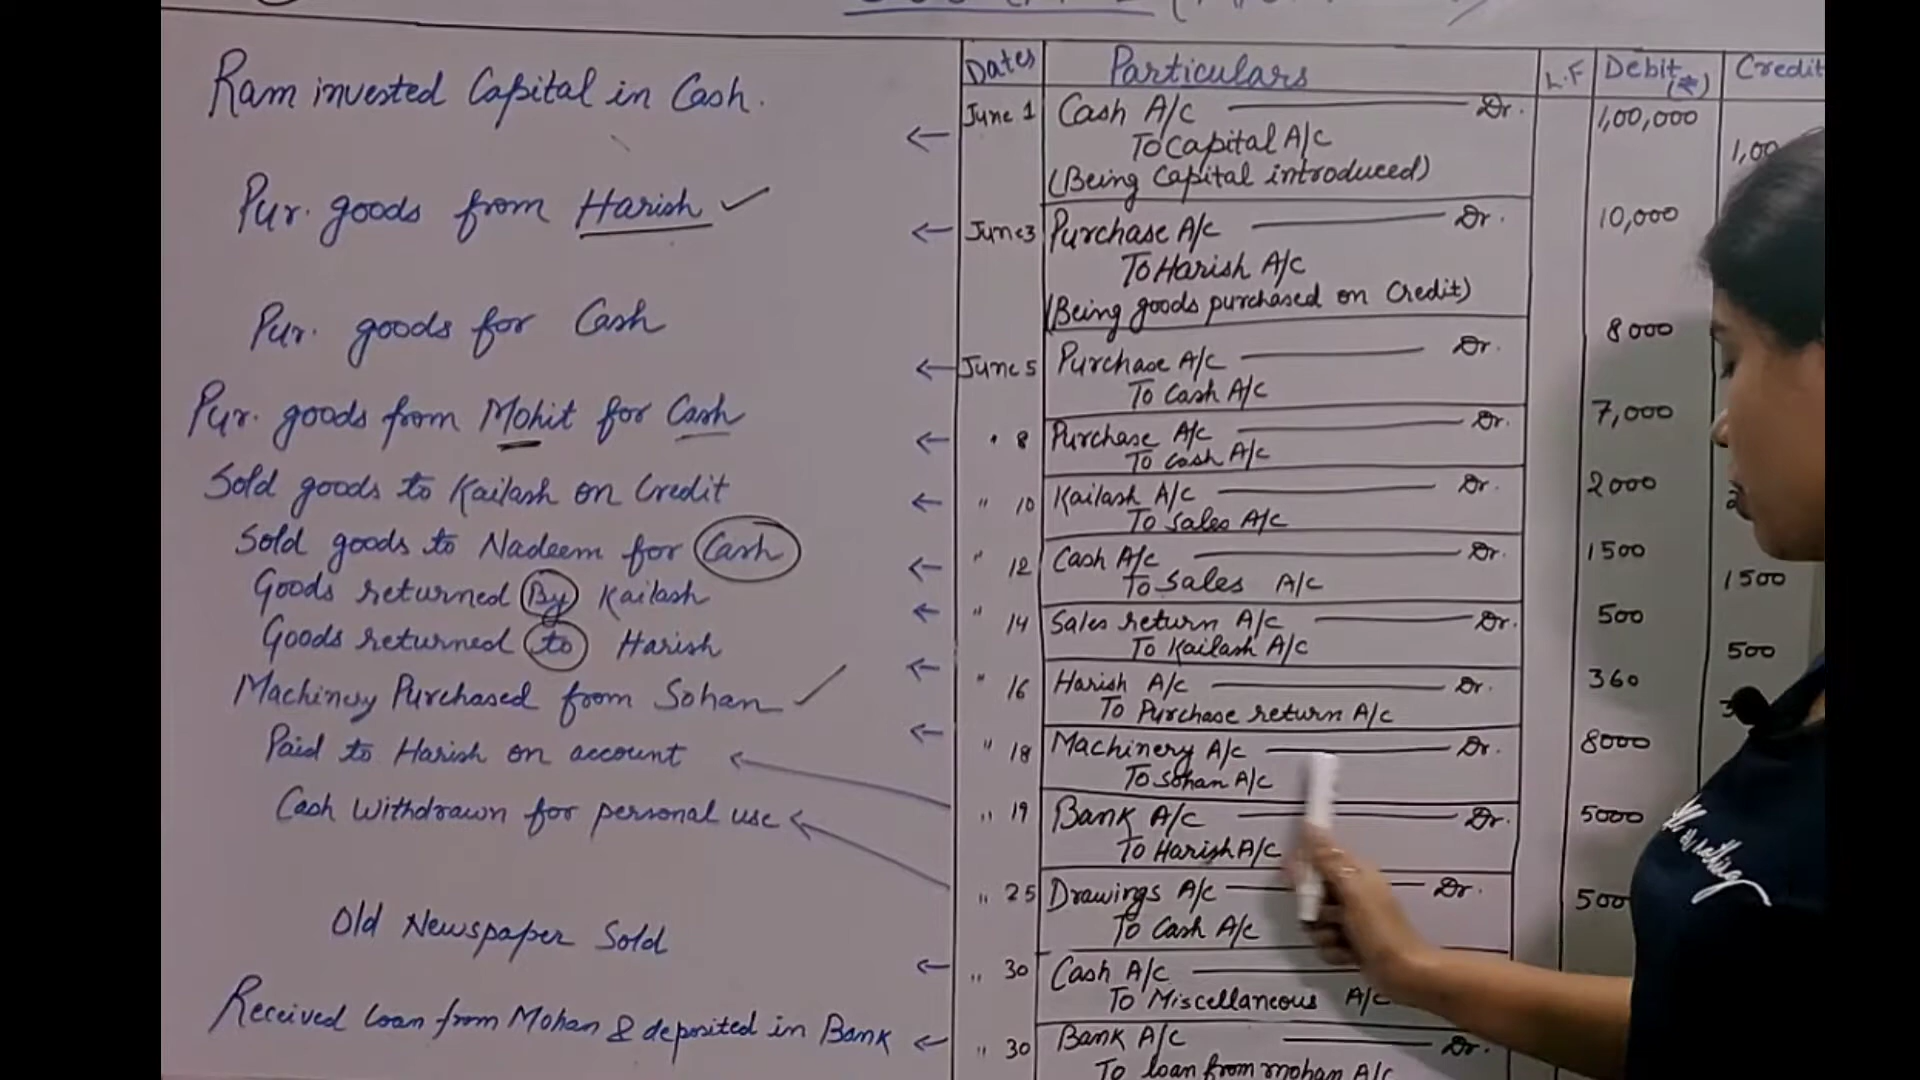 Ram invested Capital in Cash.
Pur. goods from Harish
Pur. goods for Cash
Pur. goods from Mohit for Cash
Sold goods to Kailash on Credit
Sold goods to Nadeem for Cash
Goods returned By Kailash
Goods returned to Harish
Machinery Purchased from Sohan
Paid to Harish on account
Cash Withdrawn for personal use
Old Newspaper Sold
Received loan from Mohan & deposited in Bank
Dates Particulars L.F Debit (₹) Credit
June 1 Cash A/c Dr. 1,00,000
To Capital A/C 1,00
(Being Capital introduced)
June 3 Purchase A/c Dr. 10,000
To Harish A/c
(Being goods purchased on Credit)
June 5 Purchase A/c Dr. 8000
To Cash A/c
" 8 Purchase A/c Dr. 7,000
To Cash A/c
" 10 Kailash A/c Dr. 2000
To Sales A/c
" 12 Cash A/c Dr. 1500
To Sales A/c 1500
" 14 Sales return A/c Dr. 500
To Kailash A/c 500
" 16 Harish A/c Dr. 360
To Purchase return A/c 3
" 18 Machinery A/c Dr. 8000
To Sohan A/c
" 19 Bank A/c Dr. 5000
To Harish A/c
" 25 Drawings A/c Dr. 500
To Cash A/c
" 30 Cash A/c
To Miscellaneous A/c
" 30 Bank A/c Dr.
To loan from mohan A/c